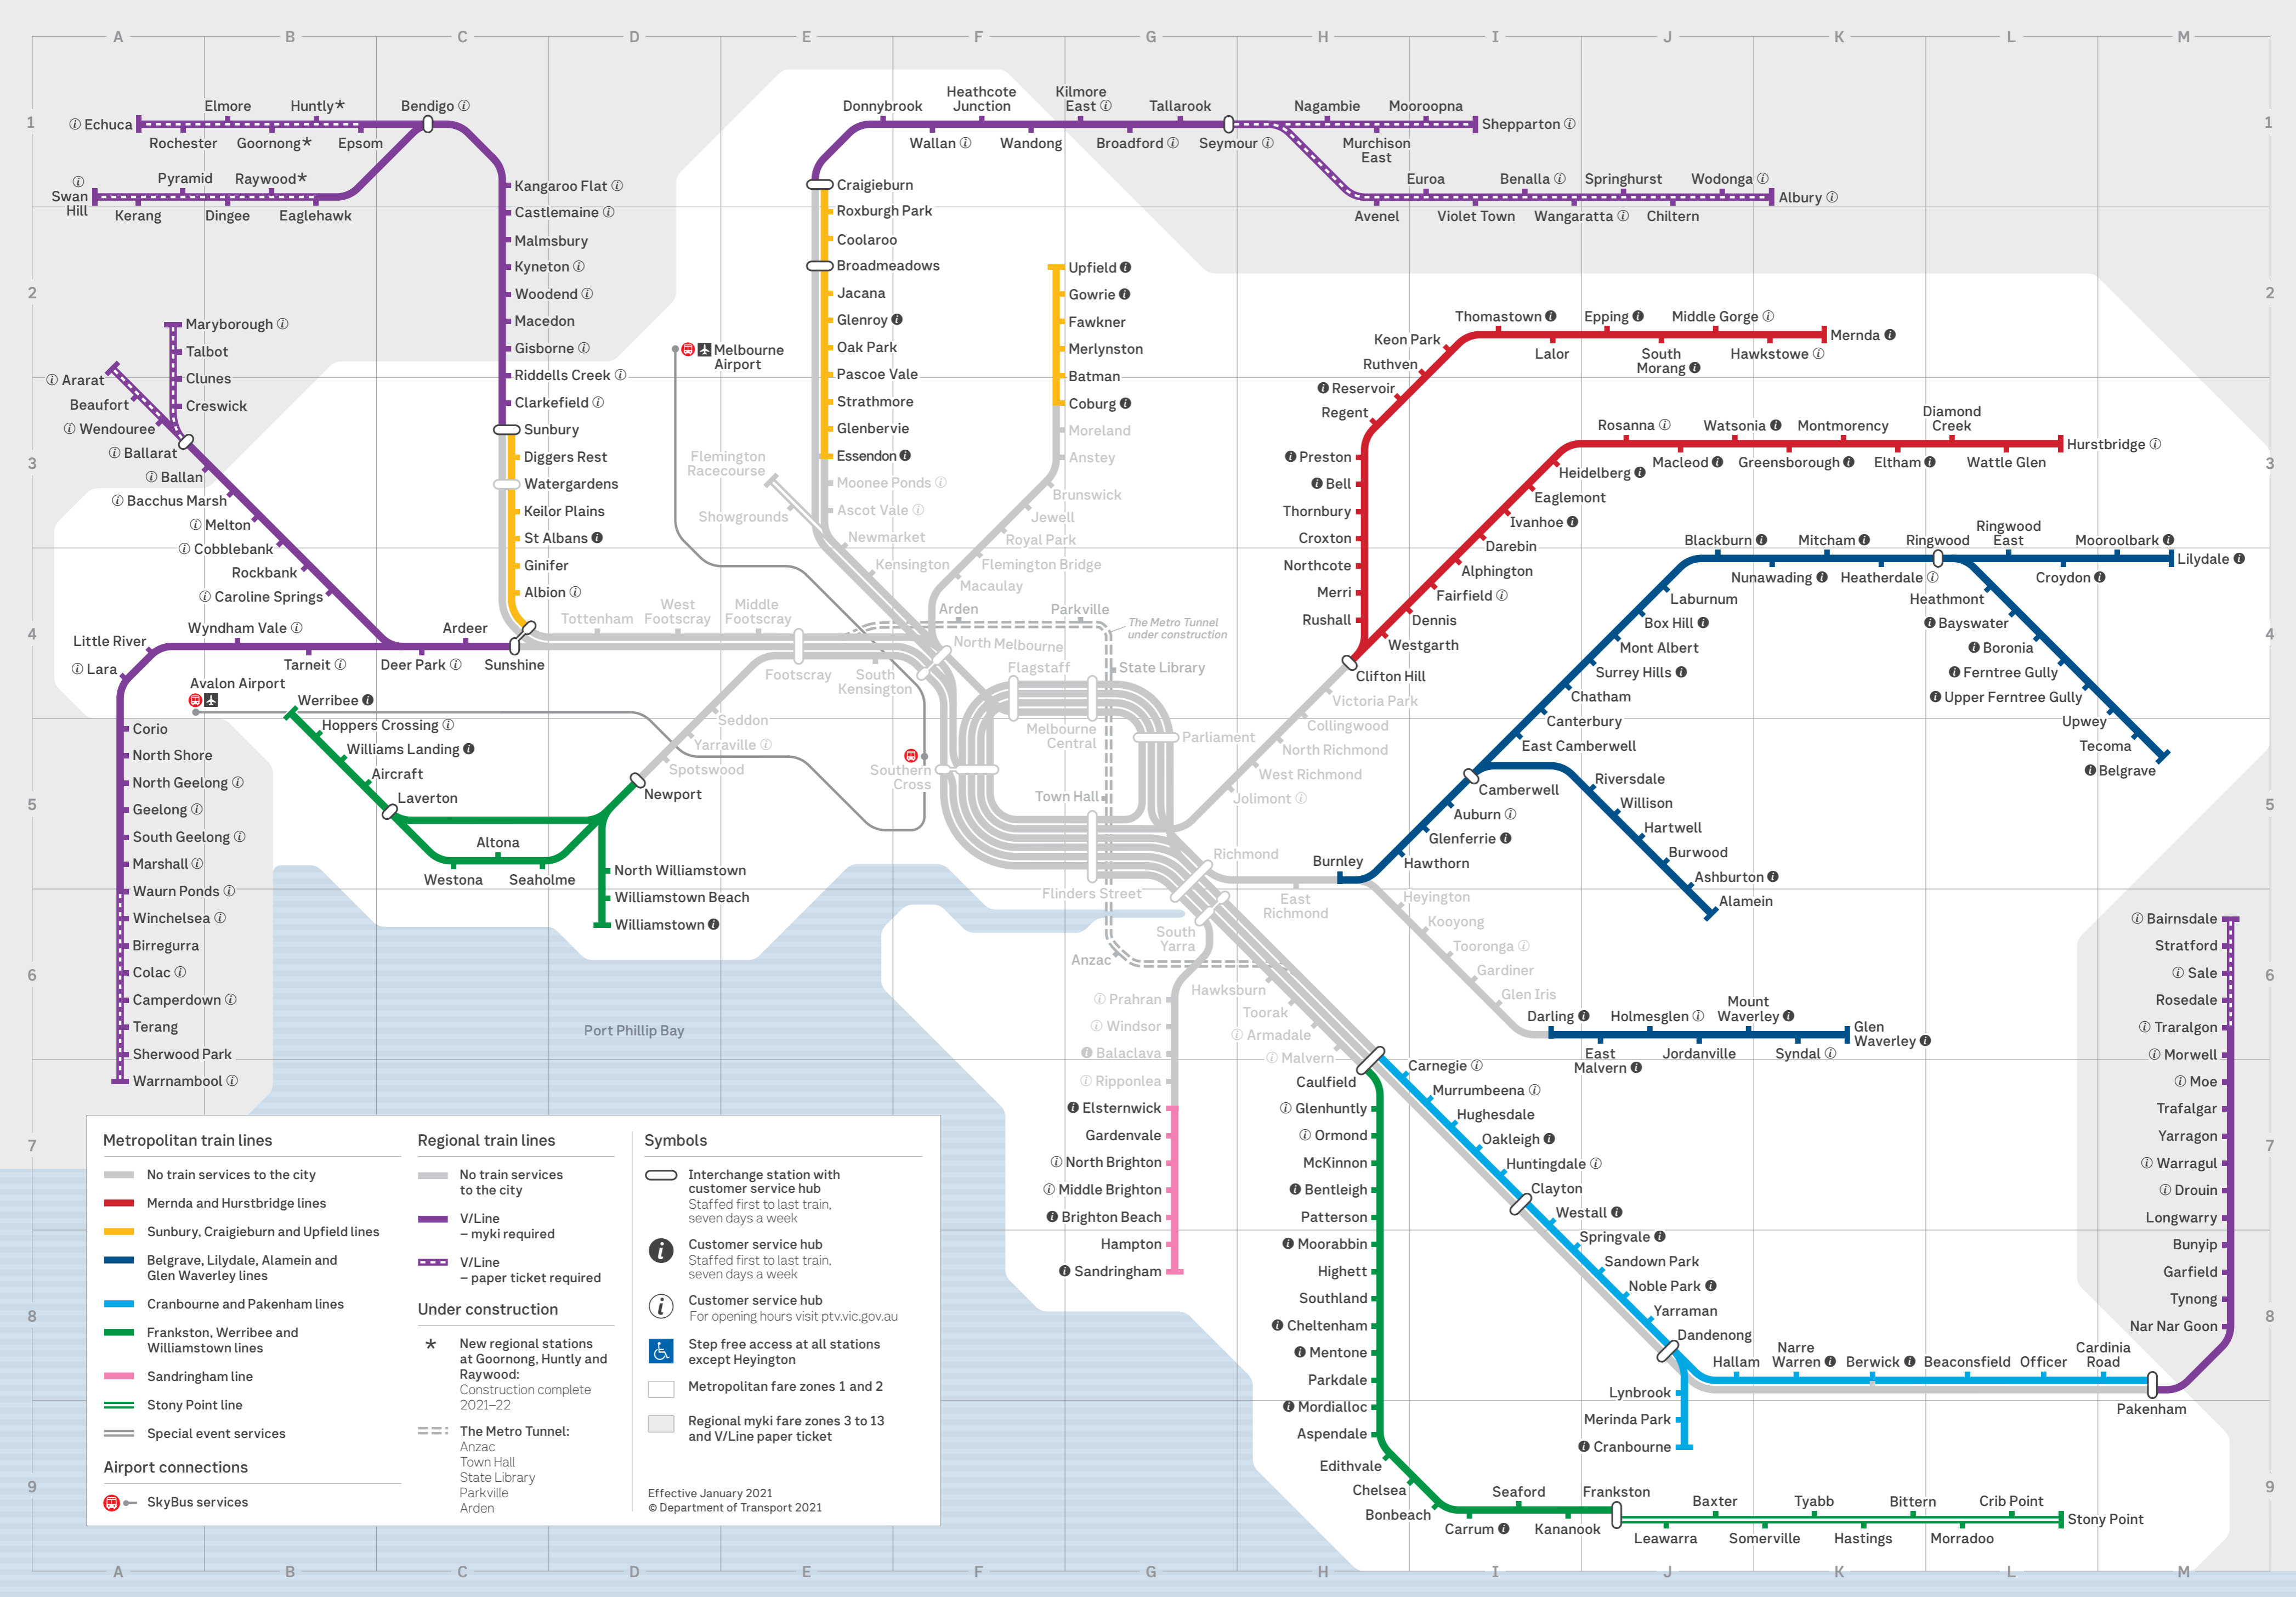 A B C D E F G H I J K L M
1
2
3
4
5
6
7
8
9
1
2
3
4
5
6
7
8
9
A B C D E F G H I J K L M
Echuca
Rochester
Elmore
Goornong*
Huntly*
Epsom
Bendigo
Swan
Hill
Kerang
Pyramid
Dingee
Raywood*
Eaglehawk
Kangaroo Flat
Castlemaine
Malmsbury
Kyneton
Woodend
Macedon
Gisborne
Riddells Creek
Clarkefield
Sunbury
Diggers Rest
Watergardens
Keilor Plains
St Albans
Ginifer
Albion
Sunshine
Maryborough
Talbot
Clunes
Creswick
Ararat
Beaufort
Wendouree
Ballarat
Ballan
Bacchus Marsh
Melton
Cobblebank
Rockbank
Caroline Springs
Ardeer
Deer Park
Tarneit
Wyndham Vale
Little River
Lara
Avalon Airport
Corio
North Shore
North Geelong
Geelong
South Geelong
Marshall
Waurn Ponds
Winchelsea
Birregurra
Colac
Camperdown
Terang
Sherwood Park
Warrnambool
Werribee
Hoppers Crossing
Williams Landing
Aircraft
Laverton
Westona
Altona
Seaholme
Newport
North Williamstown
Williamstown Beach
Williamstown
Spotswood
Yarraville
Seddon
Tottenham
West
Footscray
Middle
Footscray
Footscray
South
Kensington
Melbourne
Airport
Flemington
Racecourse
Showgrounds
Donnybrook
Wallan
Heathcote
Junction
Wandong
Kilmore
East
Broadford
Tallarook
Seymour
Nagambie
Murchison
East
Mooroopna
Shepparton
Avenel
Euroa
Violet Town
Benalla
Wangaratta
Springhurst
Chiltern
Wodonga
Albury
Craigieburn
Roxburgh Park
Coolaroo
Broadmeadows
Jacana
Glenroy
Oak Park
Pascoe Vale
Strathmore
Glenbervie
Essendon
Moonee Ponds
Ascot Vale
Newmarket
Kensington
Upfield
Gowrie
Fawkner
Merlynston
Batman
Coburg
Moreland
Anstey
Brunswick
Jewell
Royal Park
Flemington Bridge
Macaulay
North Melbourne
Arden
Parkville
The Metro Tunnel
under construction
State Library
Flagstaff
Melbourne
Central
Parliament
Southern
Cross
Town Hall
Flinders Street
Richmond
South
Yarra
Anzac
Mernda
Hawkstowe
Middle Gorge
South
Morang
Epping
Lalor
Thomastown
Keon Park
Ruthven
Reservoir
Regent
Preston
Bell
Thornbury
Croxton
Northcote
Merri
Rushall
Clifton Hill
Victoria Park
Collingwood
North Richmond
West Richmond
Jolimont
Hurstbridge
Wattle Glen
Diamond
Creek
Eltham
Montmorency
Greensborough
Watsonia
Macleod
Rosanna
Heidelberg
Eaglemont
Ivanhoe
Darebin
Alphington
Fairfield
Dennis
Westgarth
Lilydale
Mooroolbark
Croydon
Ringwood
East
Ringwood
Heatherdale
Mitcham
Nunawading
Blackburn
Laburnum
Box Hill
Mont Albert
Surrey Hills
Chatham
Canterbury
East Camberwell
Camberwell
Auburn
Glenferrie
Hawthorn
Burnley
East
Richmond
Heathmont
Bayswater
Boronia
Ferntree Gully
Upper Ferntree Gully
Upwey
Tecoma
Belgrave
Riversdale
Willison
Hartwell
Burwood
Ashburton
Alamein
Heyington
Kooyong
Tooronga
Gardiner
Glen Iris
Darling
East
Malvern
Holmesglen
Jordanville
Mount
Waverley
Syndal
Glen
Waverley
Prahran
Windsor
Balaclava
Ripponlea
Elsternwick
Gardenvale
North Brighton
Middle Brighton
Brighton Beach
Hampton
Sandringham
Hawksburn
Toorak
Armadale
Malvern
Caulfield
Glenhuntly
Ormond
McKinnon
Bentleigh
Patterson
Moorabbin
Highett
Southland
Cheltenham
Mentone
Parkdale
Mordialloc
Aspendale
Edithvale
Chelsea
Bonbeach
Carrum
Seaford
Kananook
Frankston
Leawarra
Baxter
Somerville
Tyabb
Hastings
Bittern
Morradoo
Crib Point
Stony Point
Carnegie
Murrumbeena
Hughesdale
Oakleigh
Huntingdale
Clayton
Westall
Springvale
Sandown Park
Noble Park
Yarraman
Dandenong
Hallam
Narre
Warren
Berwick
Beaconsfield
Officer
Cardinia
Road
Pakenham
Lynbrook
Merinda Park
Cranbourne
Bairnsdale
Stratford
Sale
Rosedale
Traralgon
Morwell
Moe
Trafalgar
Yarragon
Warragul
Drouin
Longwarry
Bunyip
Garfield
Tynong
Nar Nar Goon
Port Phillip Bay
Metropolitan train lines
No train services to the city
Mernda and Hurstbridge lines
Sunbury, Craigieburn and Upfield lines
Belgrave, Lilydale, Alamein and
Glen Waverley lines
Cranbourne and Pakenham lines
Frankston, Werribee and
Williamstown lines
Sandringham line
Stony Point line
Special event services
Airport connections
SkyBus services
Regional train lines
No train services
to the city
V/Line
– myki required
V/Line
– paper ticket required
Under construction
* New regional stations
at Goornong, Huntly and
Raywood:
Construction complete
2021–22
The Metro Tunnel:
Anzac
Town Hall
State Library
Parkville
Arden
Symbols
Interchange station with
customer service hub
Staffed first to last train,
seven days a week
i Customer service hub
Staffed first to last train,
seven days a week
i Customer service hub
For opening hours visit ptv.vic.gov.au
Step free access at all stations
except Heyington
Metropolitan fare zones 1 and 2
Regional myki fare zones 3 to 13
and V/Line paper ticket
Effective January 2021
© Department of Transport 2021